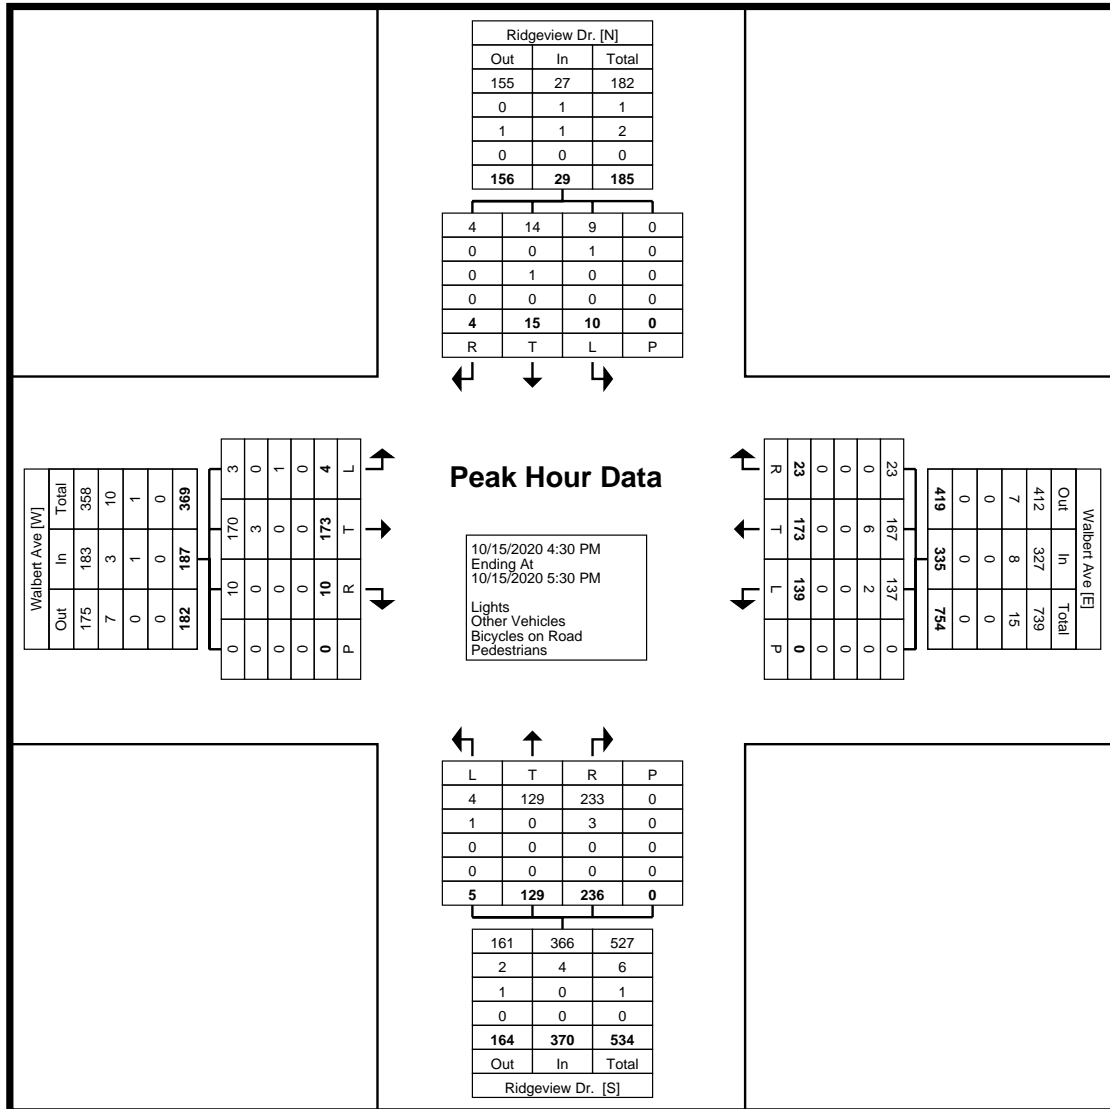 Ridgeview Dr. [N]
Out In Total
155 27 182
0 1 1
1 1 2
0 0 0
156 29 185
4 14 9 0
0 0 1 0
0 1 0 0
0 0 0 0
4 15 10 0
R T L P
Walbert Ave [W]
Total 358 10 1 0 369
In 183 3 1 0 187
Out 175 7 0 0 182
3 0 1 0 4 L
170 3 0 0 173 T
10 0 0 0 10 R
0 0 0 0 0 P
Peak Hour Data
10/15/2020 4:30 PM
Ending At
10/15/2020 5:30 PM
Lights
Other Vehicles
Bicycles on Road
Pedestrians
R 23 0 0 0 23
T 173 0 0 6 167
L 139 0 0 2 137
P 0 0 0 0 0
419 0 0 7 412 Out
335 0 0 8 327 In
754 0 0 15 739 Total
Walbert Ave [E]
L T R P
4 129 233 0
1 0 3 0
0 0 0 0
0 0 0 0
5 129 236 0
161 366 527
2 4 6
1 0 1
0 0 0
164 370 534
Out In Total
Ridgeview Dr. [S]